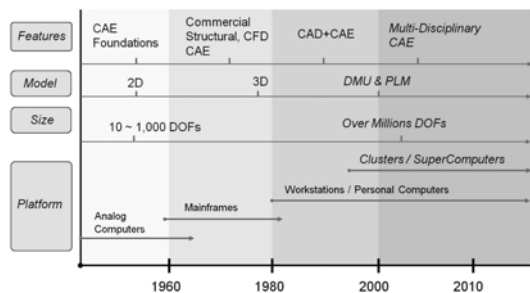 Features
CAE
Foundations
Commercial
Structural, CFD
CAE
CAD+CAE
Multi-Disciplinary
CAE
Model
2D
3D
DMU & PLM
Size
10 ~ 1,000 DOFs
Over Millions DOFs
Platform
Clusters / SuperComputers
Workstations / Personal Computers
Mainframes
Analog
Computers
1960
1980
2000
2010